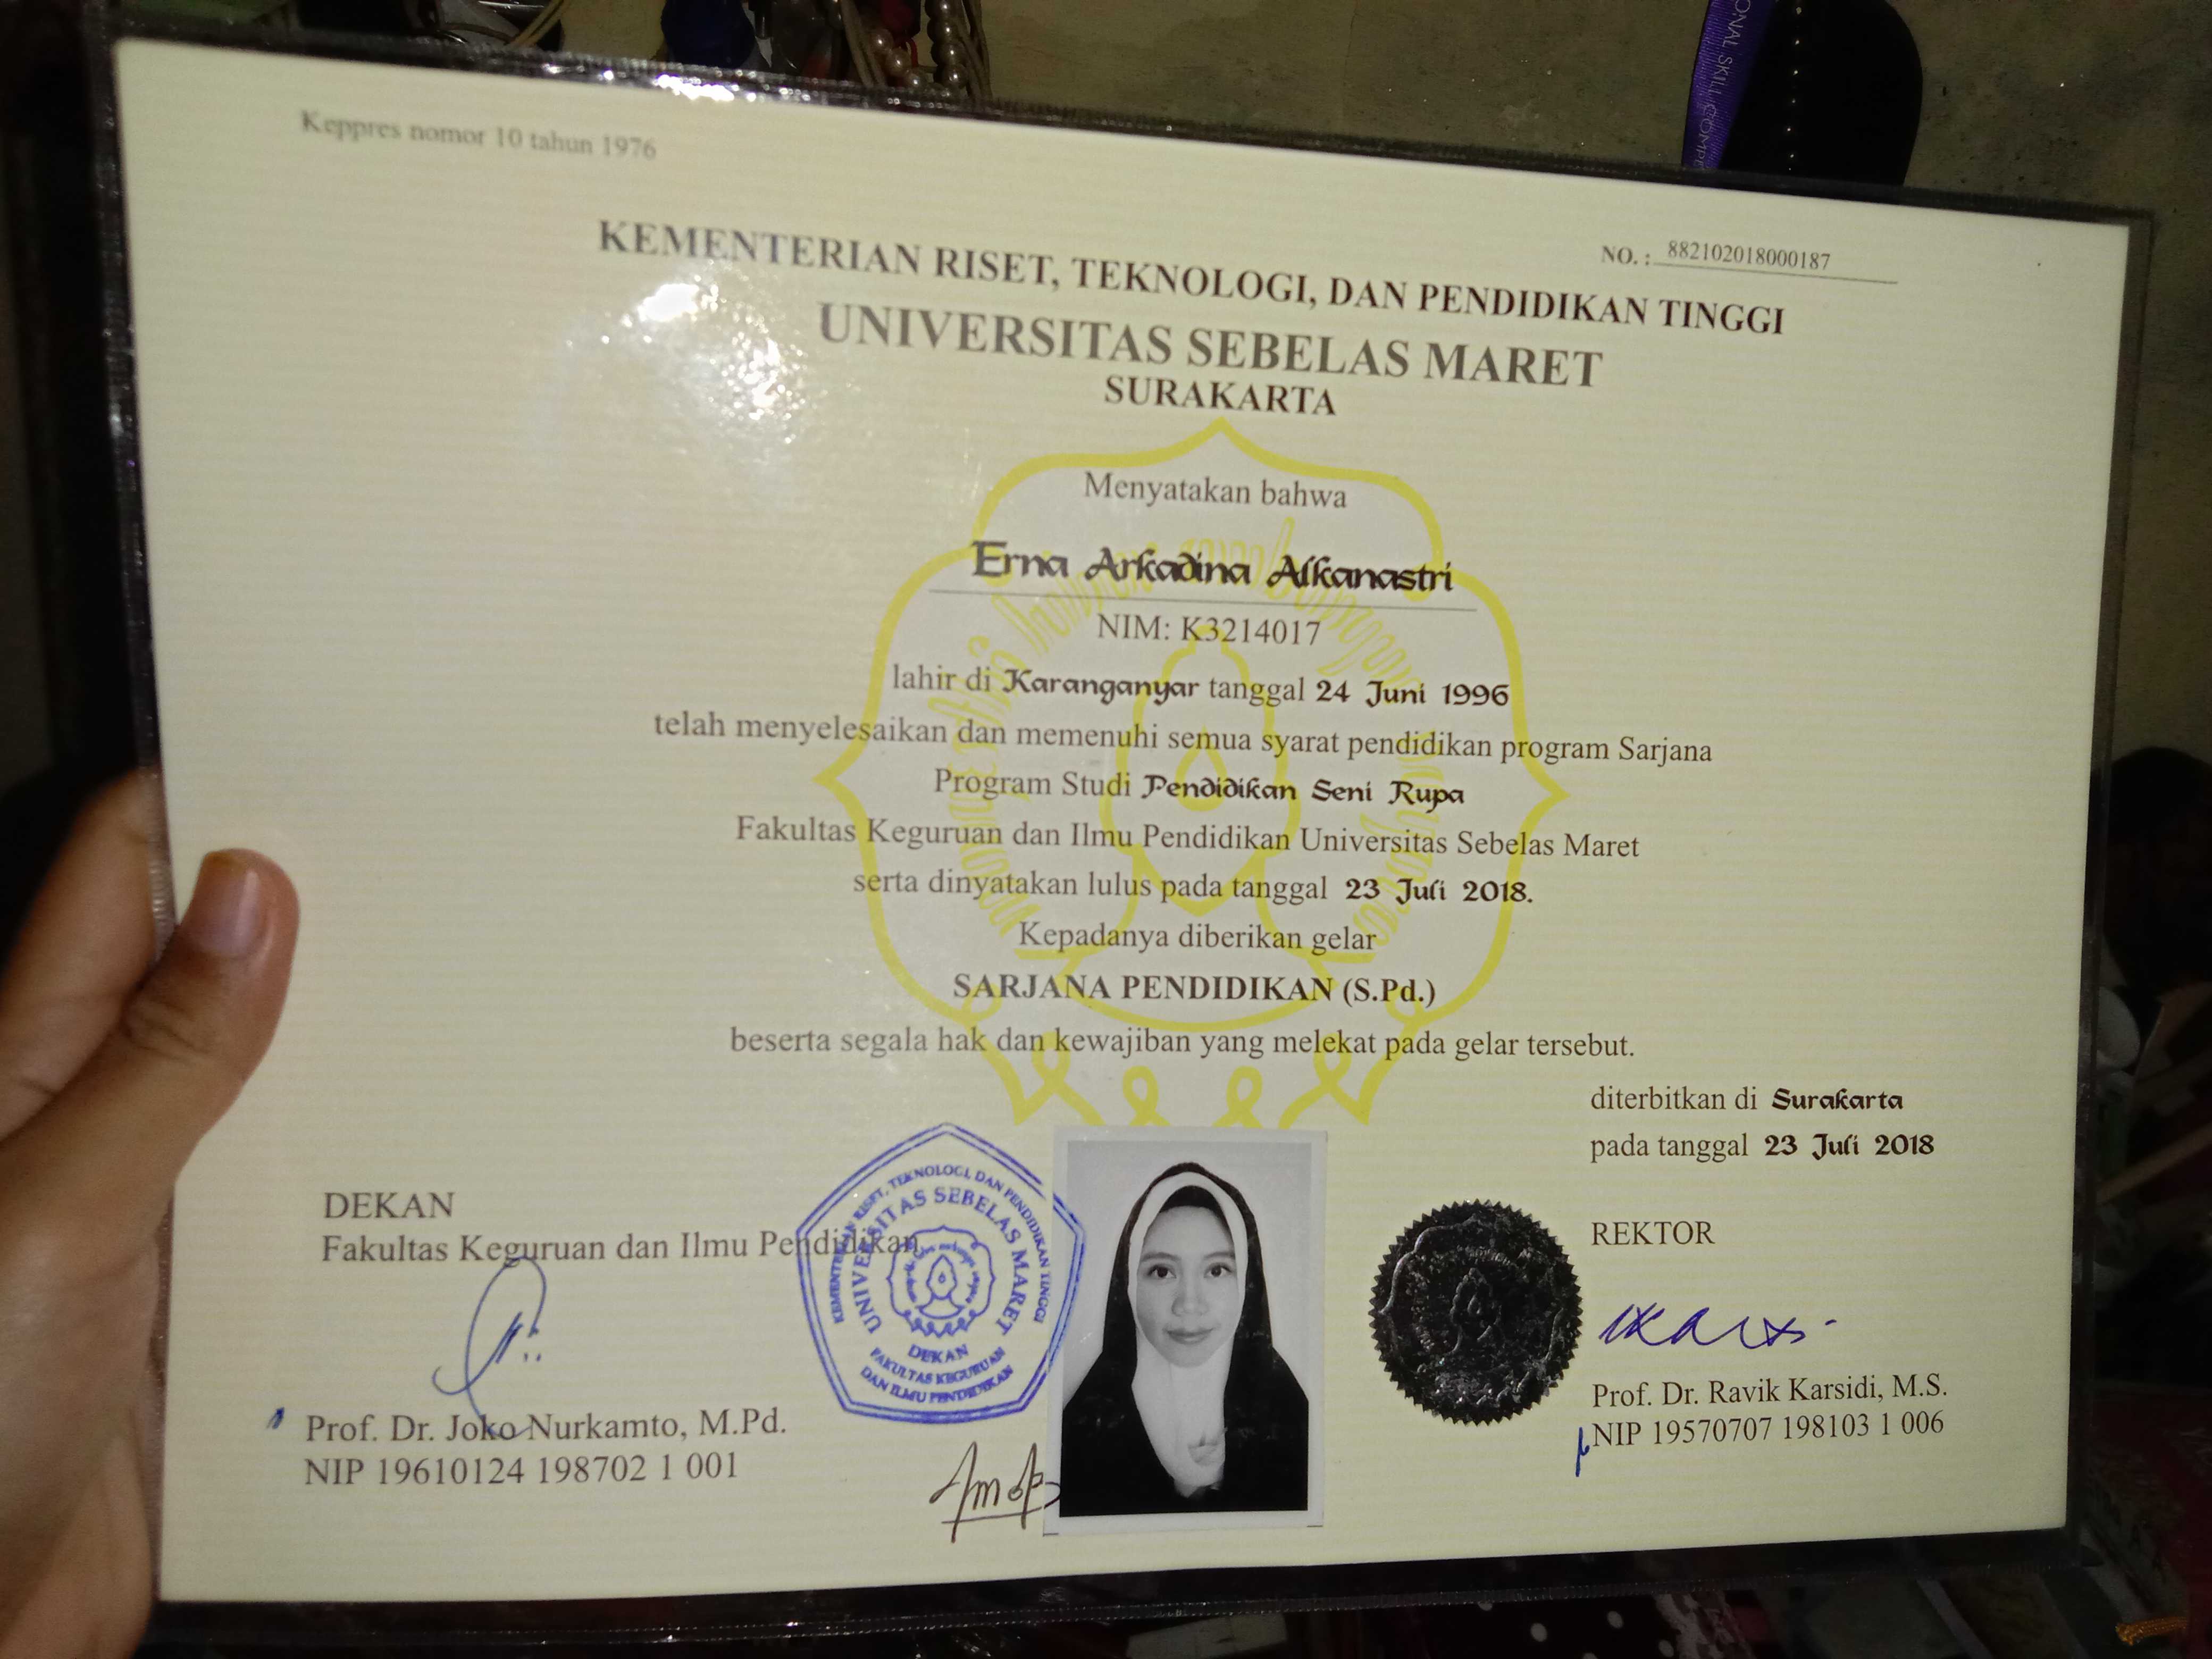 Keppres nomor 10 tahun 1976
NO. : 882102018000187
KEMENTERIAN RISET, TEKNOLOGI, DAN PENDIDIKAN TINGGI
UNIVERSITAS SEBELAS MARET
SURAKARTA
Menyatakan bahwa
Erna Arkadina Alkanastri
NIM: K3214017
lahir di Karanganyar tanggal 24 Juni 1996
telah menyelesaikan dan memenuhi semua syarat pendidikan program Sarjana
Program Studi Pendidikan Seni Rupa
Fakultas Keguruan dan Ilmu Pendidikan Universitas Sebelas Maret
serta dinyatakan lulus pada tanggal 23 Juli 2018.
Kepadanya diberikan gelar
SARJANA PENDIDIKAN (S.Pd.)
beserta segala hak dan kewajiban yang melekat pada gelar tersebut.
diterbitkan di Surakarta
pada tanggal 23 Juli 2018
DEKAN
Fakultas Keguruan dan Ilmu Pendidikan
Prof. Dr. Joko Nurkamto, M.Pd.
NIP 19610124 198702 1 001
KEMENTERIAN RISET, TEKNOLOGI, DAN PENDIDIKAN TINGGI
UNIVERSITAS SEBELAS MARET
DEKAN
FAKULTAS KEGURUAN
DAN ILMU PENDIDIKAN
REKTOR
Prof. Dr. Ravik Karsidi, M.S.
NIP 19570707 198103 1 006